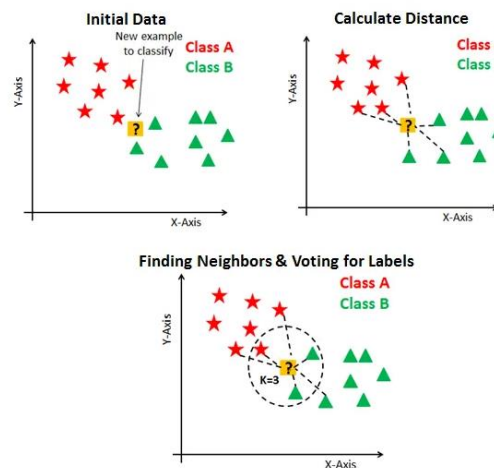 Initial Data
New example
to classify
Class A
Class B
?
Y-Axis
X-Axis
Calculate Distance
Class
Class
?
Y-Axis
X-Axis
Finding Neighbors & Voting for Labels
Class A
Class B
?
K=3
Y-Axis
X-Axis